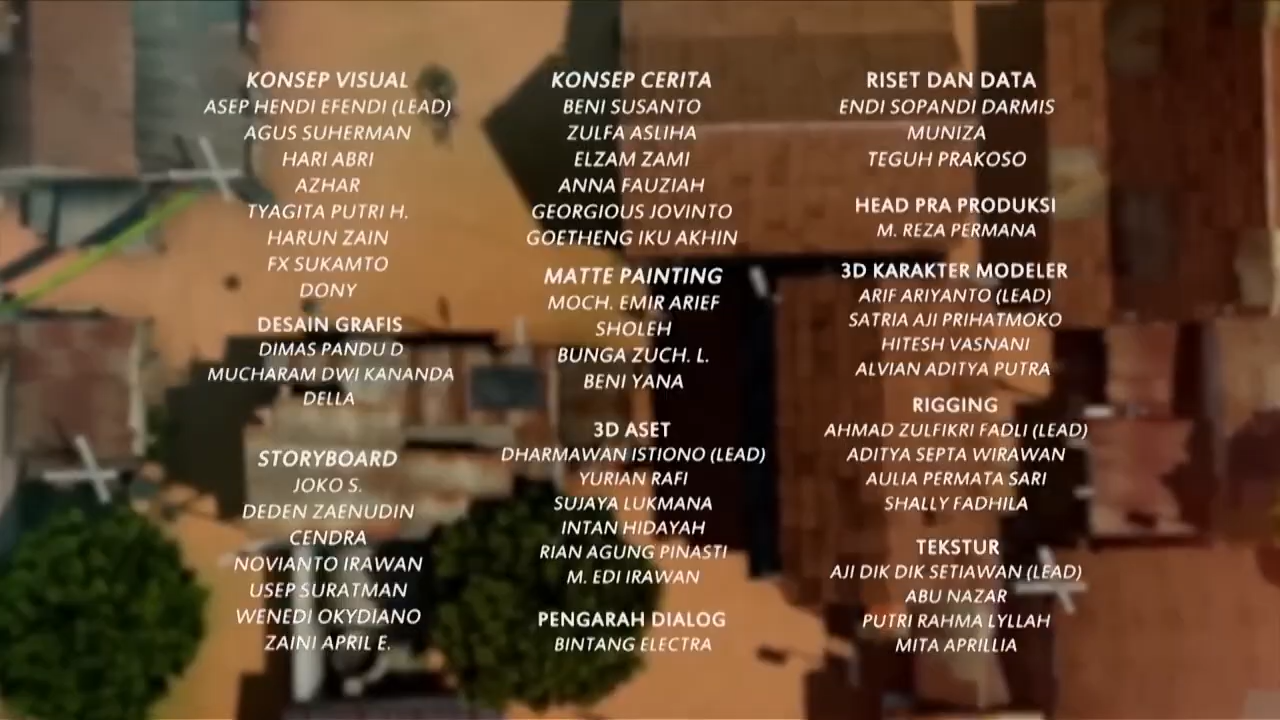 KONSEP VISUAL
ASEP HENDI EFENDI (LEAD)
AGUS SUHERMAN
HARI ABRI
AZHAR
TYAGITA PUTRI H.
HARUN ZAIN
FX SUKAMTO
DONY
DESAIN GRAFIS
DIMAS PANDU D
MUCHARAM DWI KANANDA
DELLA
STORYBOARD
JOKO S.
DEDEN ZAENUDIN
CENDRA
NOVIANTO IRAWAN
USEP SURATMAN
WENEDI OKYDIANO
ZAINI APRIL E.
KONSEP CERITA
BENI SUSANTO
ZULFA ASLIHA
ELZAM ZAMI
ANNA FAUZIAH
GEORGIOUS JOVINTO
GOETHENG IKU AKHIN
MATTE PAINTING
MOCH. EMIR ARIEF
SHOLEH
BUNGA ZUCH. L.
BENI YANA
3D ASET
DHARMAWAN ISTIONO (LEAD)
YURIAN RAFI
SUJAYA LUKMANA
INTAN HIDAYAH
RIAN AGUNG PINASTI
M. EDI IRAWAN
PENGARAH DIALOG
BINTANG ELECTRA
RISET DAN DATA
ENDI SOPANDI DARMIS
MUNIZA
TEGUH PRAKOSO
HEAD PRA PRODUKSI
M. REZA PERMANA
3D KARAKTER MODELER
ARIF ARIYANTO (LEAD)
SATRIA AJI PRIHATMOKO
HITESH VASNANI
ALVIAN ADITYA PUTRA
RIGGING
AHMAD ZULFIKRI FADLI (LEAD)
ADITYA SEPTA WIRAWAN
AULIA PERMATA SARI
SHALLY FADHILA
TEKSTUR
AJI DIK DIK SETIAWAN (LEAD)
ABU NAZAR
PUTRI RAHMA LYLLAH
MITA APRILLIA